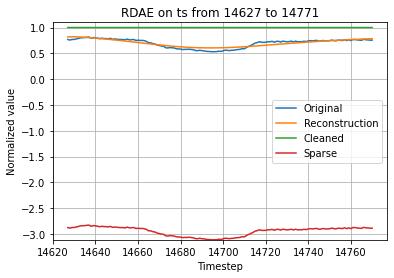 RDAE on ts from 14627 to 14771
Normalized value
1.0
0.5
0.0
−0.5
−1.0
−1.5
−2.0
−2.5
−3.0
Original
Reconstruction
Cleaned
Sparse
14620 14640 14660 14680 14700 14720 14740 14760
Timestep